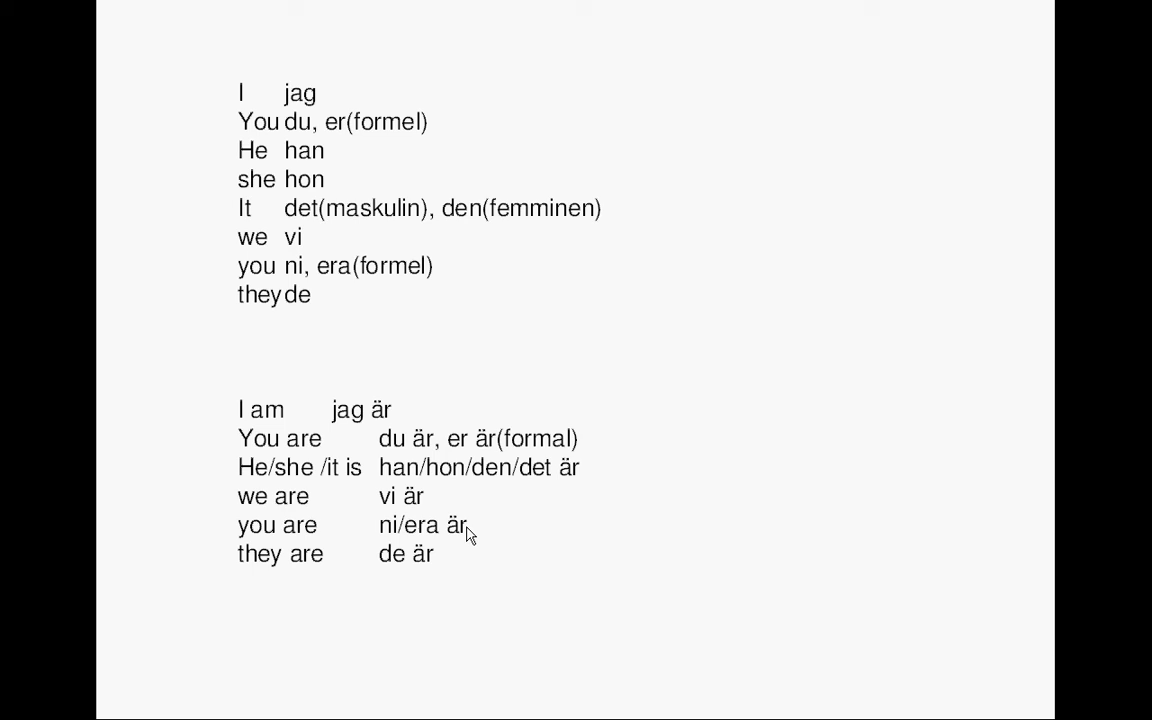 I jag
You du, er(formel)
He han
she hon
It det(maskulin), den(femminen)
we vi
you ni, era(formel)
they de
I am jag är
You are du är, er är(formal)
He/she /it is han/hon/den/det är
we are vi är
you are ni/era är
they are de är